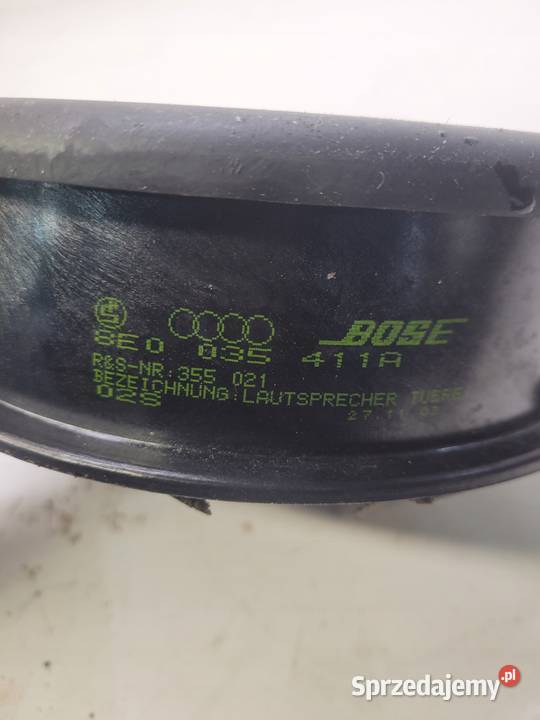 BOSE
8E0 035 411A
R&S-NR:355 021
BEZEICHNUNG:LAUTSPRECHER
02S
Sprzedajemy.pl